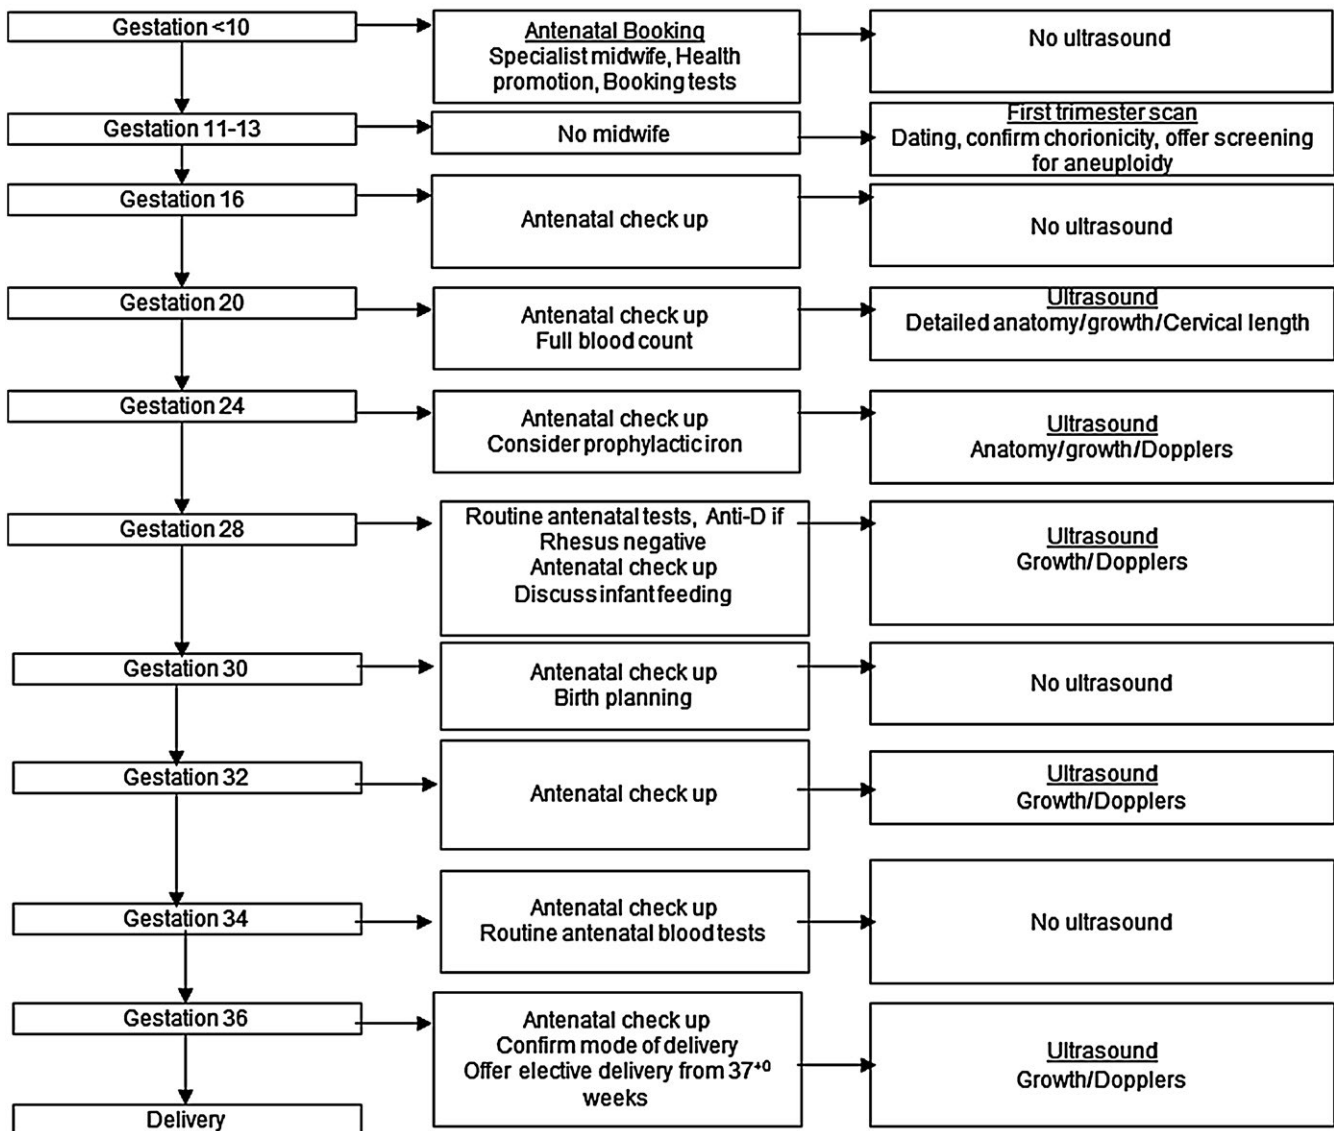 Gestation <10
Antenatal Booking
Specialist midwife, Health
promotion, Booking tests
No ultrasound
Gestation 11-13
No midwife
First trimester scan
Dating, confirm chorionicity, offer screening
for aneuploidy
Gestation 16
Antenatal check up
No ultrasound
Gestation 20
Antenatal check up
Full blood count
Ultrasound
Detailed anatomy/growth/Cervical length
Gestation 24
Antenatal check up
Consider prophylactic iron
Ultrasound
Anatomy/growth/Dopplers
Gestation 28
Routine antenatal tests, Anti-D if
Rhesus negative
Antenatal check up
Discuss infant feeding
Ultrasound
Growth/Dopplers
Gestation 30
Antenatal check up
Birth planning
No ultrasound
Gestation 32
Antenatal check up
Ultrasound
Growth/Dopplers
Gestation 34
Antenatal check up
Routine antenatal blood tests
No ultrasound
Gestation 36
Antenatal check up
Confirm mode of delivery
Offer elective delivery from 37⁺⁰
weeks
Ultrasound
Growth/Dopplers
Delivery